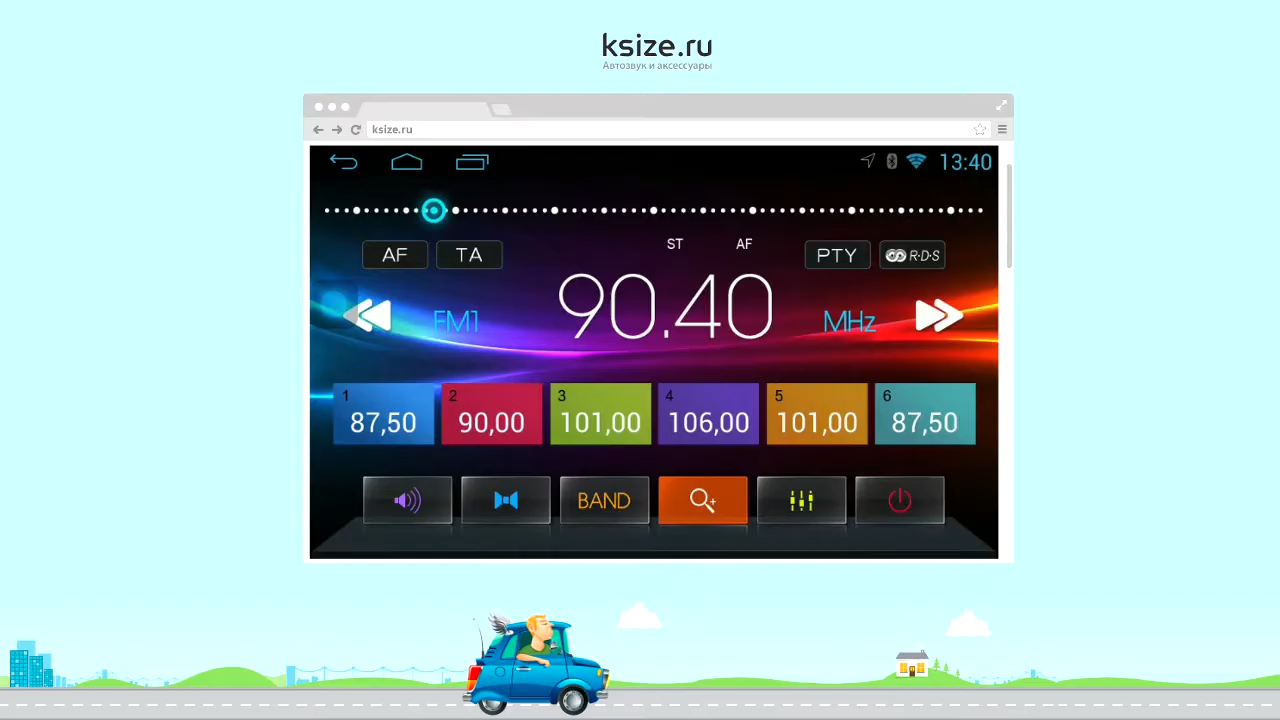 ksize.ru
Автозвук и аксессуары
ksize.ru
13:40
ST AF
AF TA PTY R·D·S
FM1 90.40 MHz
1 2 3 4 5 6
87,50 90,00 101,00 106,00 101,00 87,50
BAND